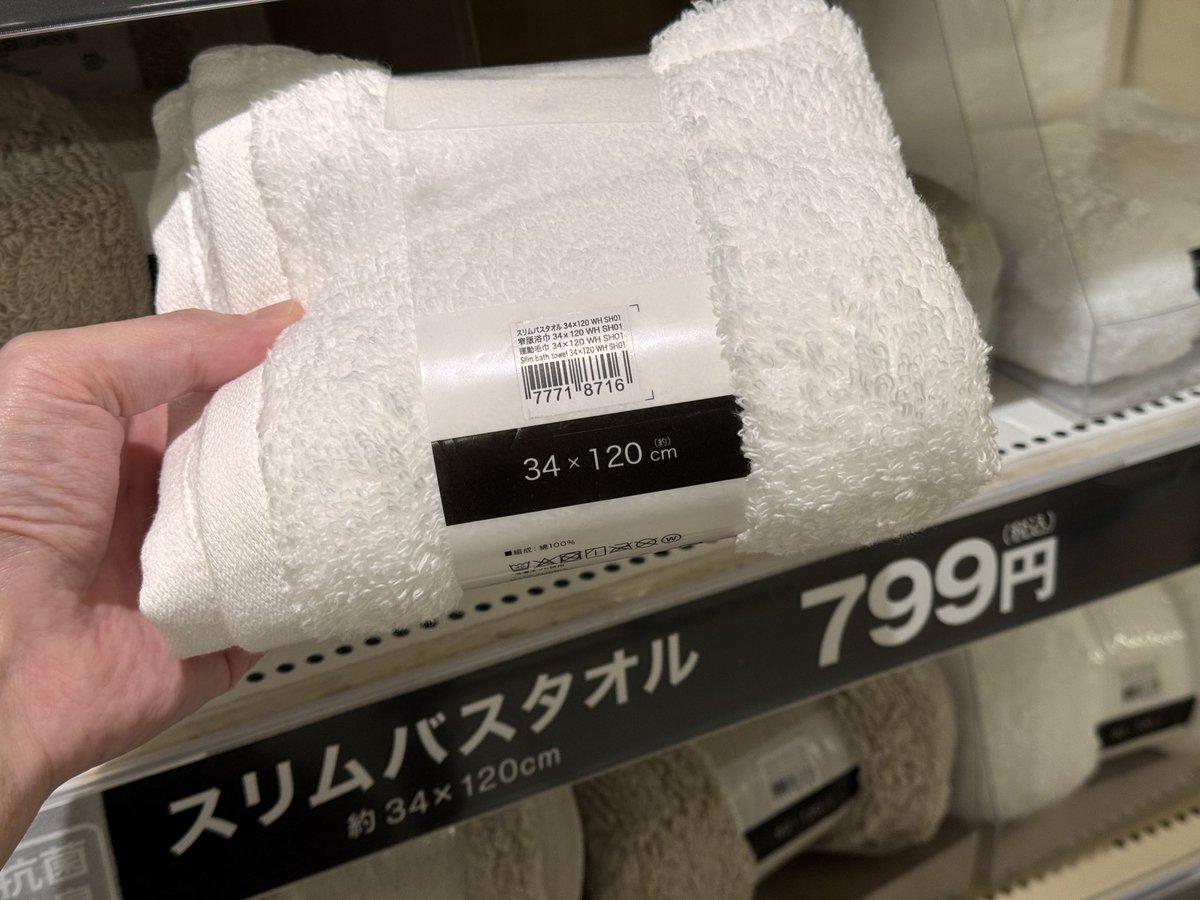 スリムバスタオル 34×120 WH SH01
窄版浴巾 34×120 WH SH01
運動毛巾 34×120 WH SH01
Slim bath towel 34×120 WH SH01
7771 8716
34×120(約)cm
■組成:綿100%
W
スリムバスタオル
約 34×120cm
799円(税込)
抗菌